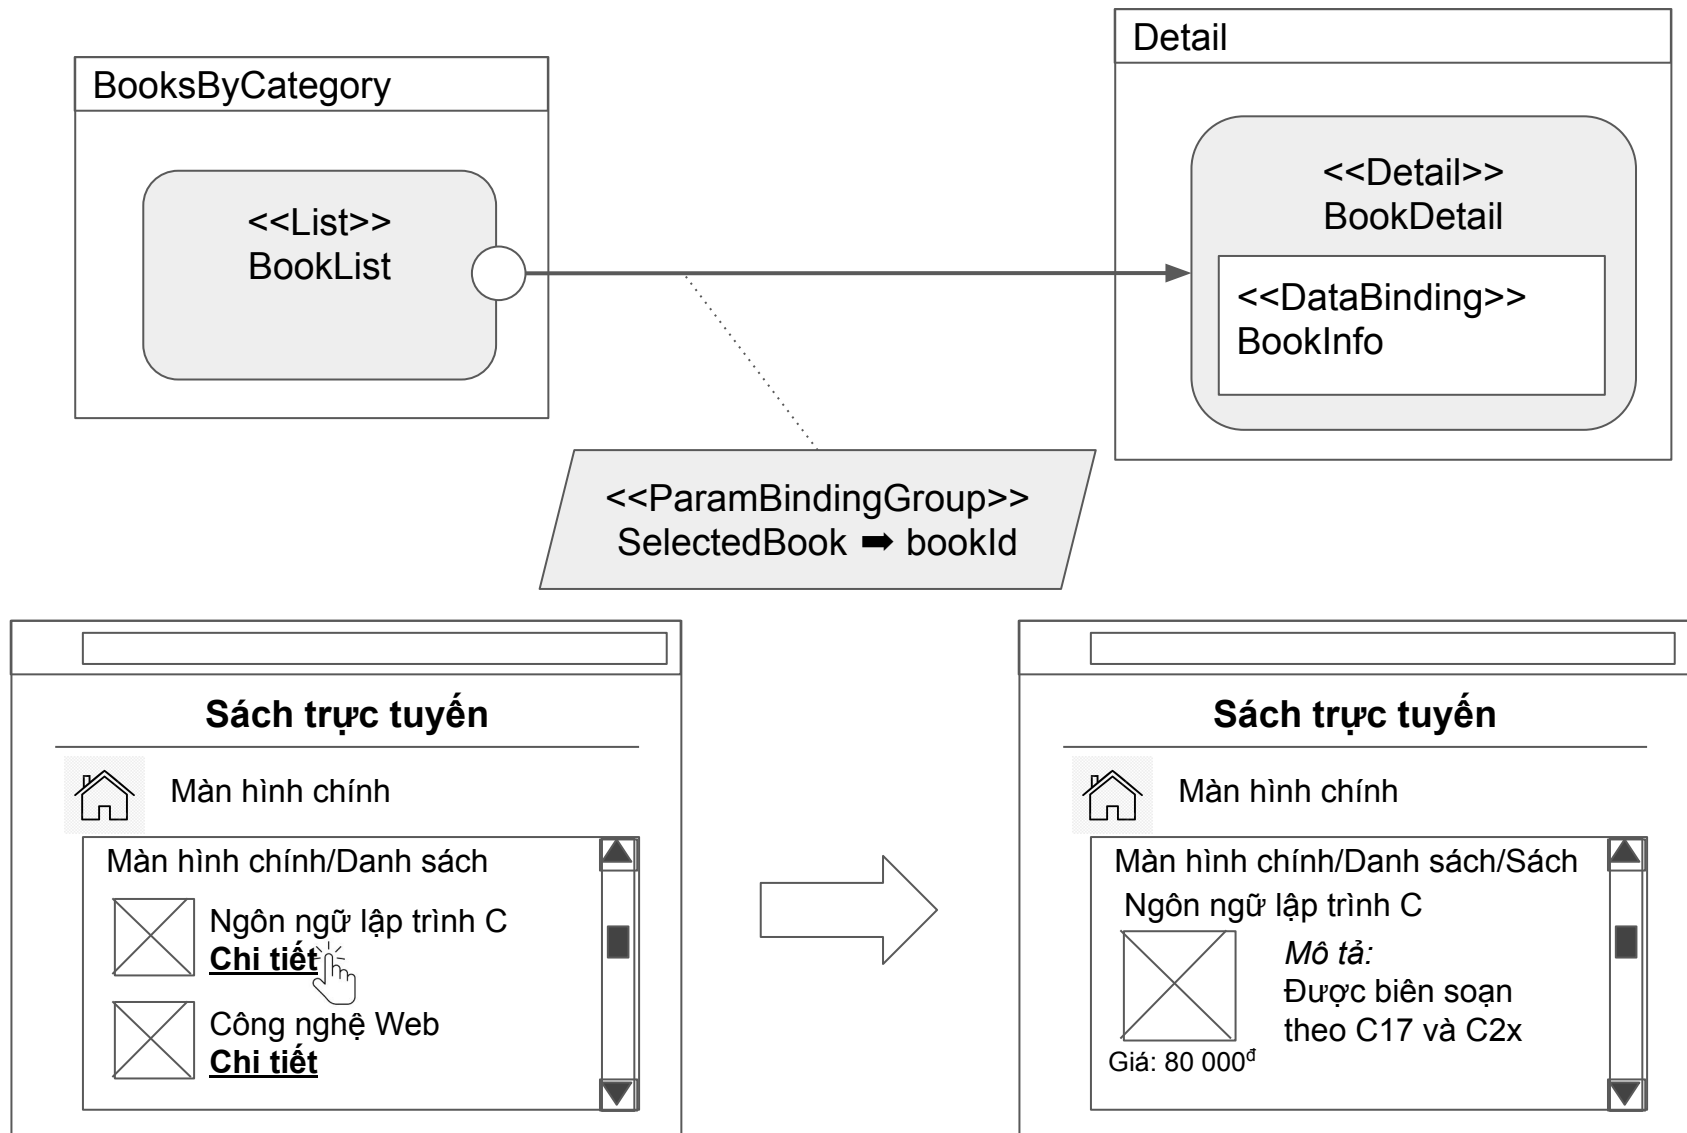 BooksByCategory
<<List>>
BookList
Detail
<<Detail>>
BookDetail
<<DataBinding>>
BookInfo
<<ParamBindingGroup>>
SelectedBook ➡ bookId
Sách trực tuyến
Màn hình chính
Màn hình chính/Danh sách
Ngôn ngữ lập trình C
Chi tiết
Công nghệ Web
Chi tiết
Sách trực tuyến
Màn hình chính
Màn hình chính/Danh sách/Sách
Ngôn ngữ lập trình C
Mô tả:
Được biên soạn
theo C17 và C2x
Giá: 80 000đ